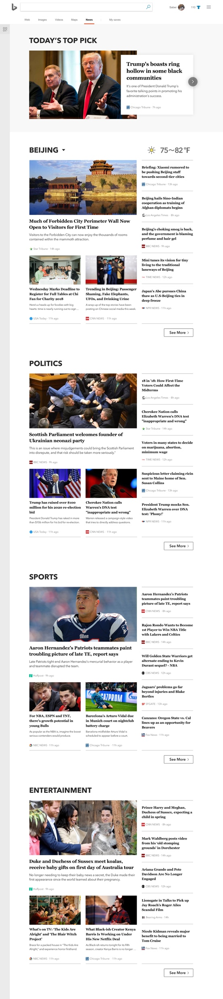 Saber
110
Web Images Videos Maps News My saves
TODAY'S TOP PICK
Trump's boasts ring
hollow in some black
communities
It's one of President Donald Trump's
favorite talking points in promoting his
administration's success.
Chicago Tribune · 7h ago
BEIJING
75~82 °F
Much of Forbidden City Perimeter Wall Now
Open to Visitors for First Time
Visitors to the Forbidden City can now enjoy the thousands of rooms
contained within the mammoth attraction.
Star Tribune · 14h ago
Wednesday Marks Deadline to
Register for Full Tables at Chi
Fan for Charity 2018
Here's a heads up for foodies with big
hearts: time is nearly running out to sign ...
USA Today · 11h ago
Trending in Beijing: Passenger
Shaming, Fake Elephants,
UFOs, and Drinking Urine
A wrap-up of the top stories have been
posting on Chinese social media this week.
CNN NEWS · 11h ago
Briefing: Xiaomi rumored to
be pushing Beijing staff
towards second-tier cities
Chicago Tribune · 13h ago
Beijing hails Sino-Indian
cooperation as training of
Afghan diplomats begins
Los Angeles Times · 8h ago
Beijing's choking smog is back,
and the government is blaming
perfume and hair gel
BBC NEWS · 9h ago
Mini tunes its vision for tiny
living to the traditional
laneways of Beijing
TIME NEWS · 12h ago
Japan's Abe pursues China
thaw as U.S-Beijing ties in
deep freeze
NPR NEWS · 11h ago
See More
POLITICS
Scottish Parliament welcomes founder of
Ukrainian neonazi party
This is an issue where misjudgements could bring the Scottish Parliament
into disrepute, and that risk should be taken more seriously."
BBC NEWS · 9h ago
Trump has raised over $100
million for his 2020 re-election
bid
President Donald Trump has raked in more
than $106 million for his bid for re-election.
USA Today · 11h ago
Cherokee Nation calls
Warren's DNA test
"inappropriate and wrong"
Warren released a campaign-style video
that tries to directly address questions.
CNN NEWS · 11h ago
18 in '18: How First-Time
Voters Could Affect the
Midterms
Los Angeles Times · 8h ago
Cherokee Nation calls
Elizabeth Warren's DNA test
"inappropriate and wrong"
Star Tribune · 14h ago
Voters in many states to decide
on marijuana, abortion,
minimum wage
TIME NEWS · 12h ago
Suspicious letter claiming ricin
sent to Maine home of Sen.
Susan Collins
Chicago Tribune · 13h ago
President Trump mocks Sen.
Elizabeth Warren over DNA
test: 'Phony!'
NPR NEWS · 11h ago
See More
SPORTS
Aaron Hernandez's Patriots teammates paint
troubling picture of late TE, report says
Late Patriots tight end Aaron Hernandez's mercurial behavior as a player
and teammate disrupted the team.
Huffpost · 9h ago
For NBA, ESPN and TNT,
there's growth potential in
young Bulls
As popular as the NBA is, imagine the boost
serious contenders would produce.
NBC NEWS · 11h ago
GAZPROM
Barcelona's Arturo Vidal due
in Munich court on nightclub
battery charge
Barcelona midfielder Arturo Vidal is
scheduled to appear before a court.
Chicago Tribune · 11h ago
Aaron Hernandez's Patriots
teammates paint troubling
picture of late TE, report says
CNN NEWS · 8h ago
Rajon Rondo Wants to Become
1st Player to Win NBA Title
with Lakers and Celtics
BBC NEWS · 14h ago
Will Golden State Warriors get
alternate ending to Kevin
Durant sequel? - NBA
CBS NEWS · 12h ago
Jaguars' problems go far
beyond injuries and Blake
Bortles
SFGATE · 13h ago
Canzano: Oregon State vs. Cal
lines up as an opportunity for
Beavers
Fox News · 11h ago
See More
ENTERTAINMENT
Duke and Duchess of Sussex meet koalas,
receive baby gifts on first day of Australia tour
No longer needing to keep their baby news a secret, the Duke made their
first appearance since the world learned about their pregnancy.
Huffpost · 9h ago
What's on TV: 'The Kids Are
Alright' and 'The Blair Witch
Project'
Brace for a packed house in "The Kids Are
Alright," and experience horror firsthand.
NBC NEWS · 11h ago
What Black-ish Creator Kenya
Barris Is Working on Under
His New Netflix Deal
As Black-ish returns tonight for its fifth
season, creator Kenya Barris is no longer ...
Chicago Tribune · 11h ago
Prince Harry and Meghan,
Duchess of Sussex, expecting a
child in spring
CNN NEWS · 8h ago
Mark Wahlberg posts video
from his 'old stomping
grounds' in Dorchester
BBC NEWS · 14h ago
Ariana Grande and Pete
Davidson Are No Longer
Engaged
CBS NEWS · 12h ago
Lionsgate in Talks to Pick up
Jay Roach's Roger Ailes
Scandal Film
Bearing Arms · 14h
Nicole Kidman reveals major
benefit to being married to
Tom Cruise
Fox News · 11h ago
See More